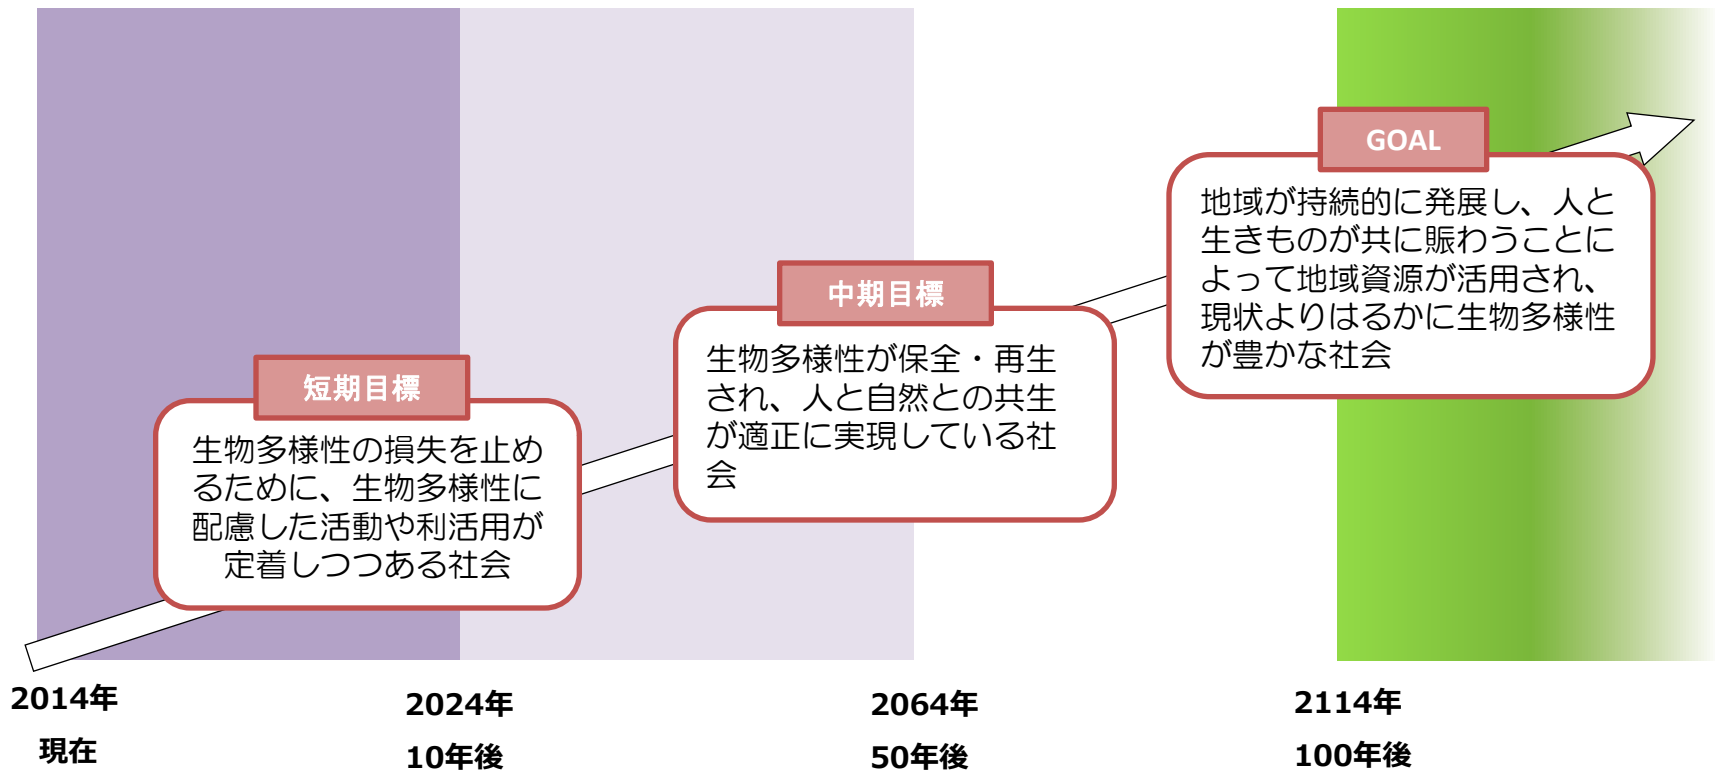 GOAL
地域が持続的に発展し、人と
生きものが共に賑わうことに
よって地域資源が活用され、
現状よりはるかに生物多様性
が豊かな社会
中期目標
生物多様性が保全・再生
され、人と自然との共生
が適正に実現している社
会
短期目標
生物多様性の損失を止め
るために、生物多様性に
配慮した活動や利活用が
定着しつつある社会
2014年
現在
2024年
10年後
2064年
50年後
2114年
100年後